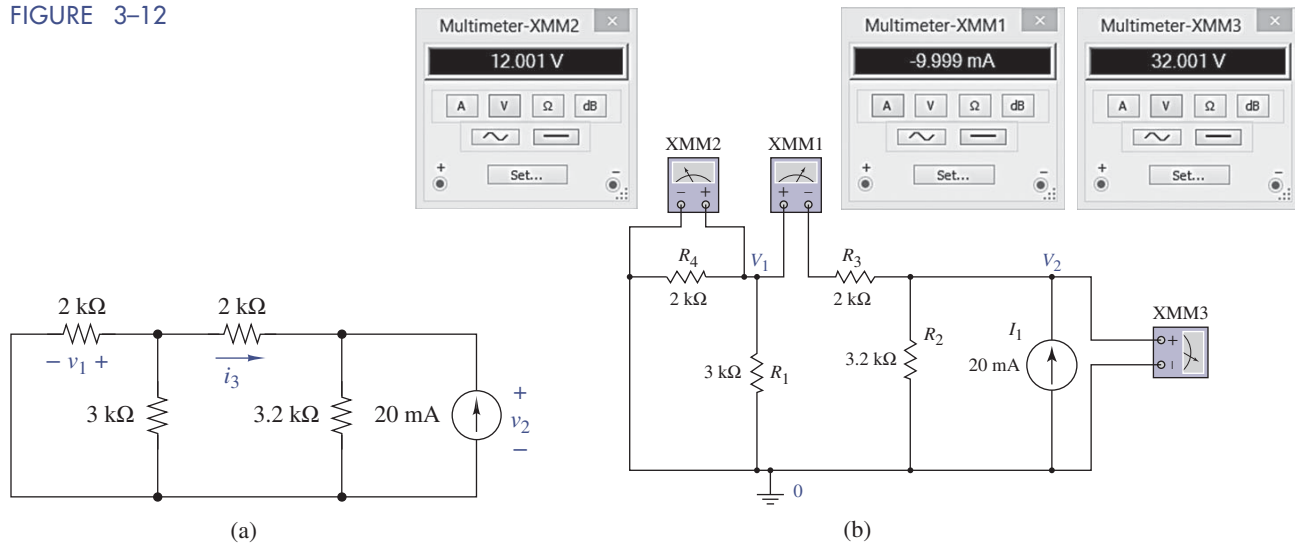 FIGURE 3–12
Multimeter-XMM2
12.001 V
A V Ω dB
+ Set... −
Multimeter-XMM1
-9.999 mA
A V Ω dB
+ Set... −
Multimeter-XMM3
32.001 V
A V Ω dB
+ Set... −
XMM2 XMM1
− + + −
R4 V1 R3 V2
2 kΩ 2 kΩ
XMM3
+
−
3 kΩ R1
3.2 kΩ R2
I1
20 mA
0
(b)
2 kΩ 2 kΩ
− v1 +
i3
3 kΩ 3.2 kΩ 20 mA
+
v2
−
(a)